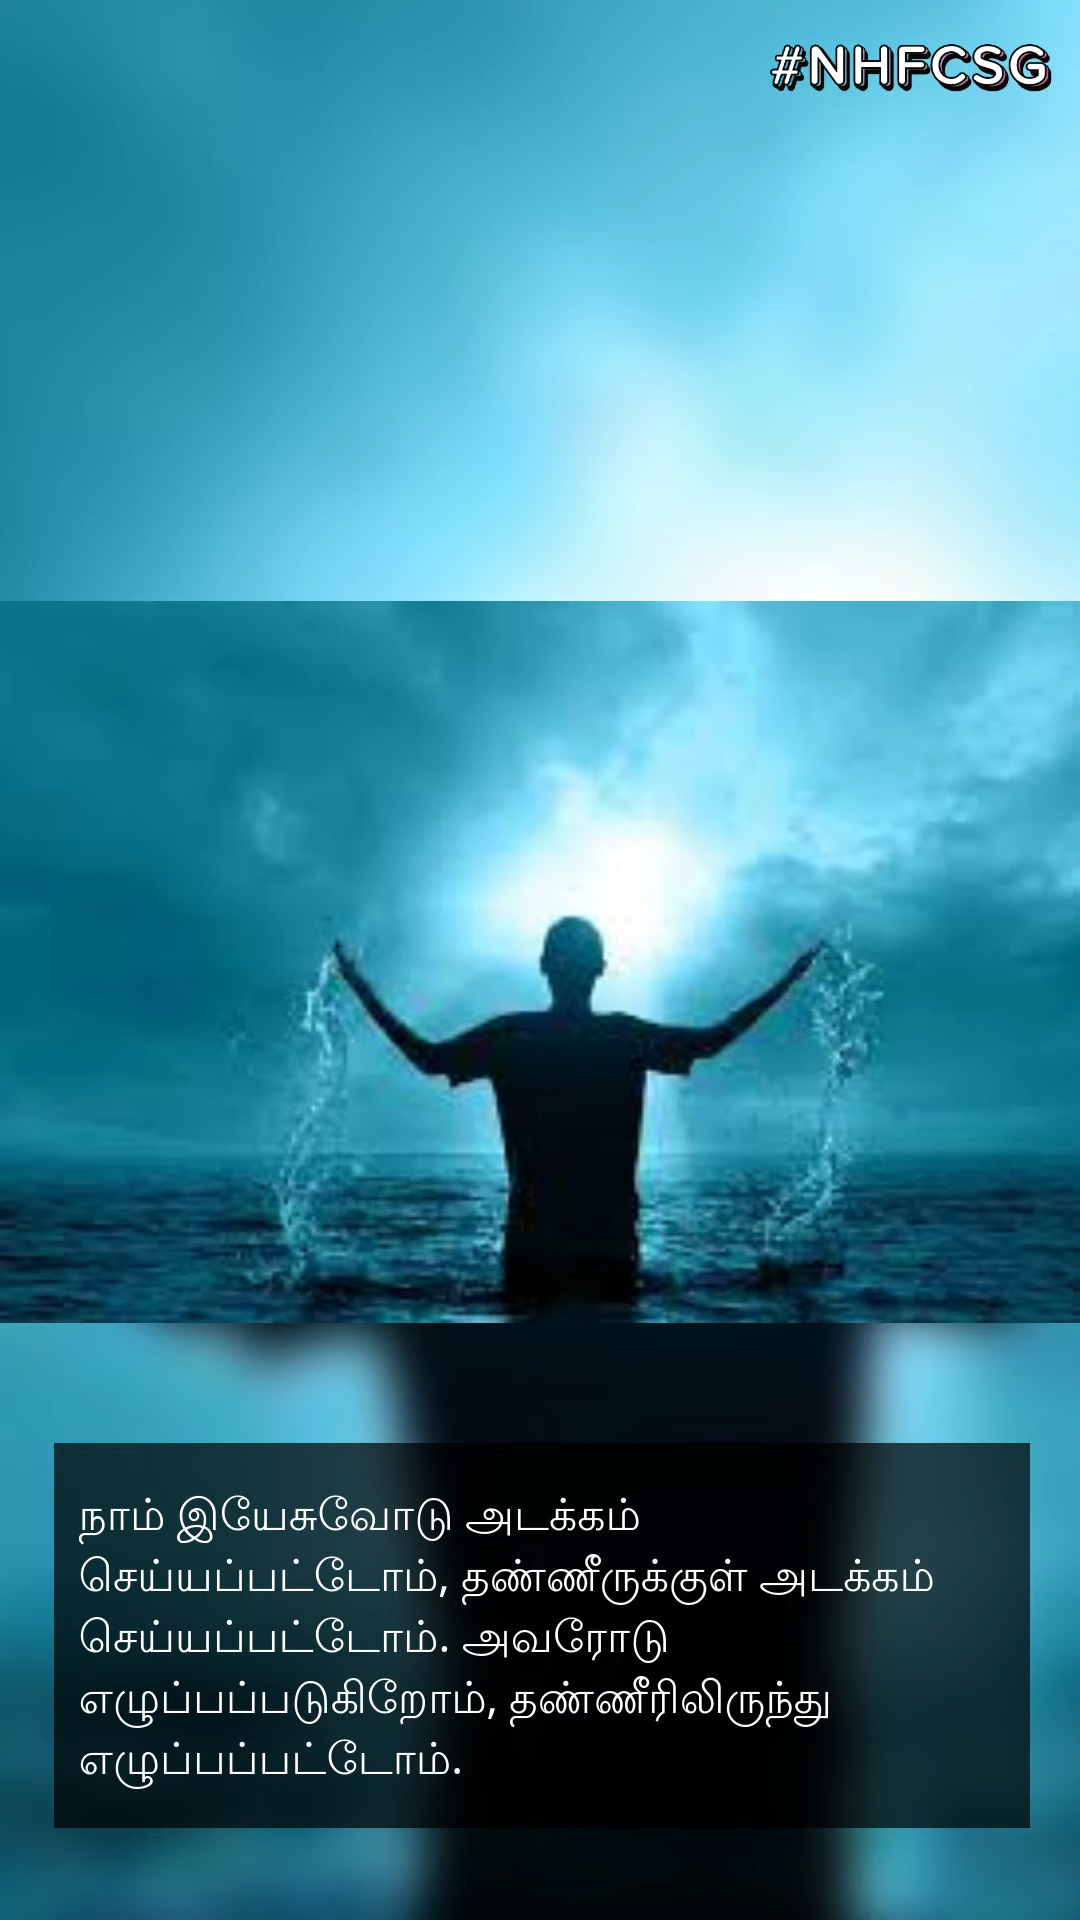 #NHFCSG
நாம் இயேசுவோடு அடக்கம்
செய்யப்பட்டோம், தண்ணீருக்குள் அடக்கம்
செய்யப்பட்டோம். அவரோடு
எழுப்பப்படுகிறோம், தண்ணீரிலிருந்து
எழுப்பப்பட்டோம்.